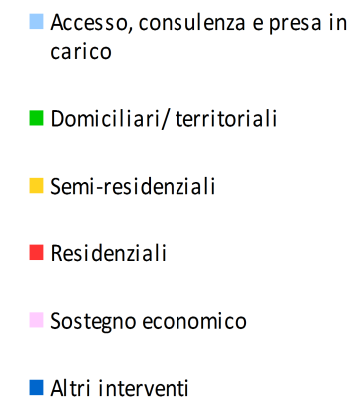 Accesso, consulenza e presa in
carico
Domiciliari/territoriali
Semi-residenziali
Residenziali
Sostegno economico
Altri interventi